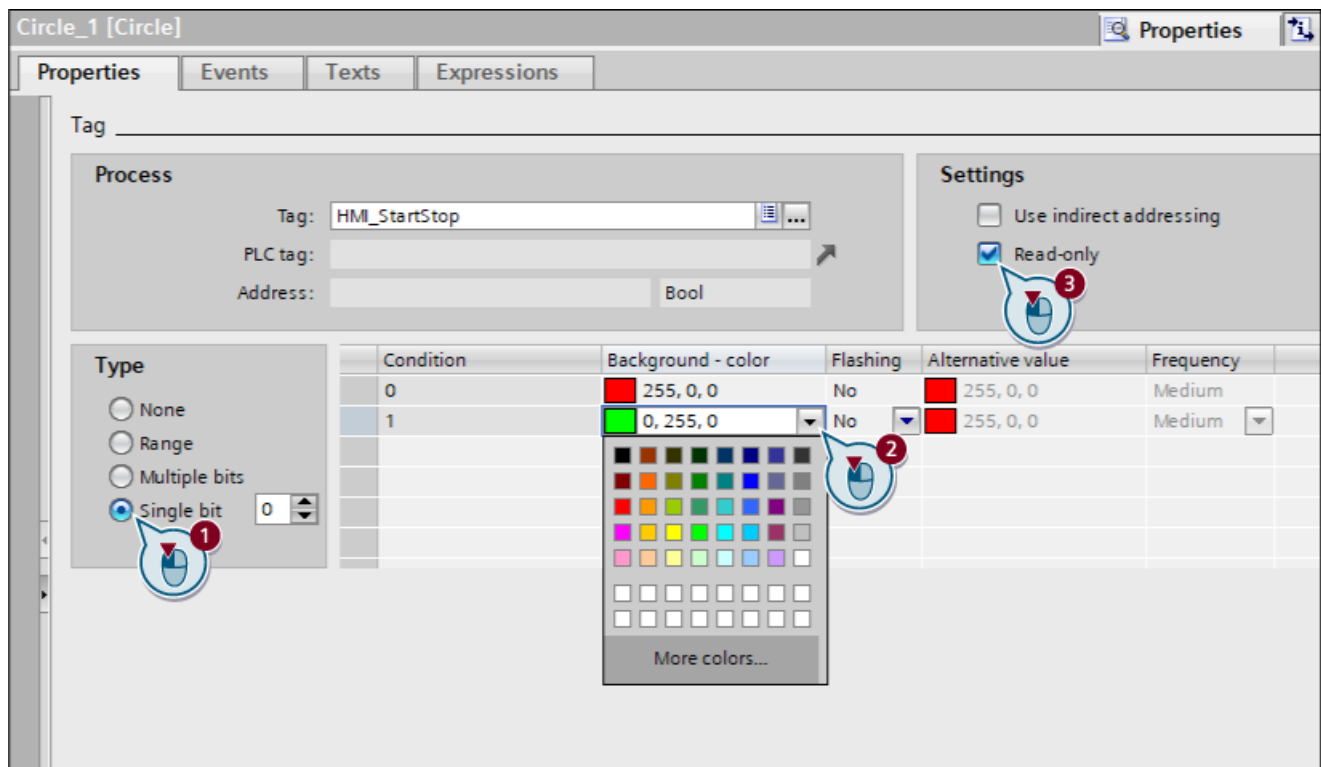 Circle_1 [Circle]
Properties
Properties Events Texts Expressions
Tag
Process
Tag: HMI_StartStop ...
PLC tag:
Address: Bool
Settings
Use indirect addressing
Read-only
3
Type
None
Range
Multiple bits
Single bit 0
1
Condition Background - color Flashing Alternative value Frequency
0 255, 0, 0 No 255, 0, 0 Medium
1 0, 255, 0 No 255, 0, 0 Medium
2
More colors...